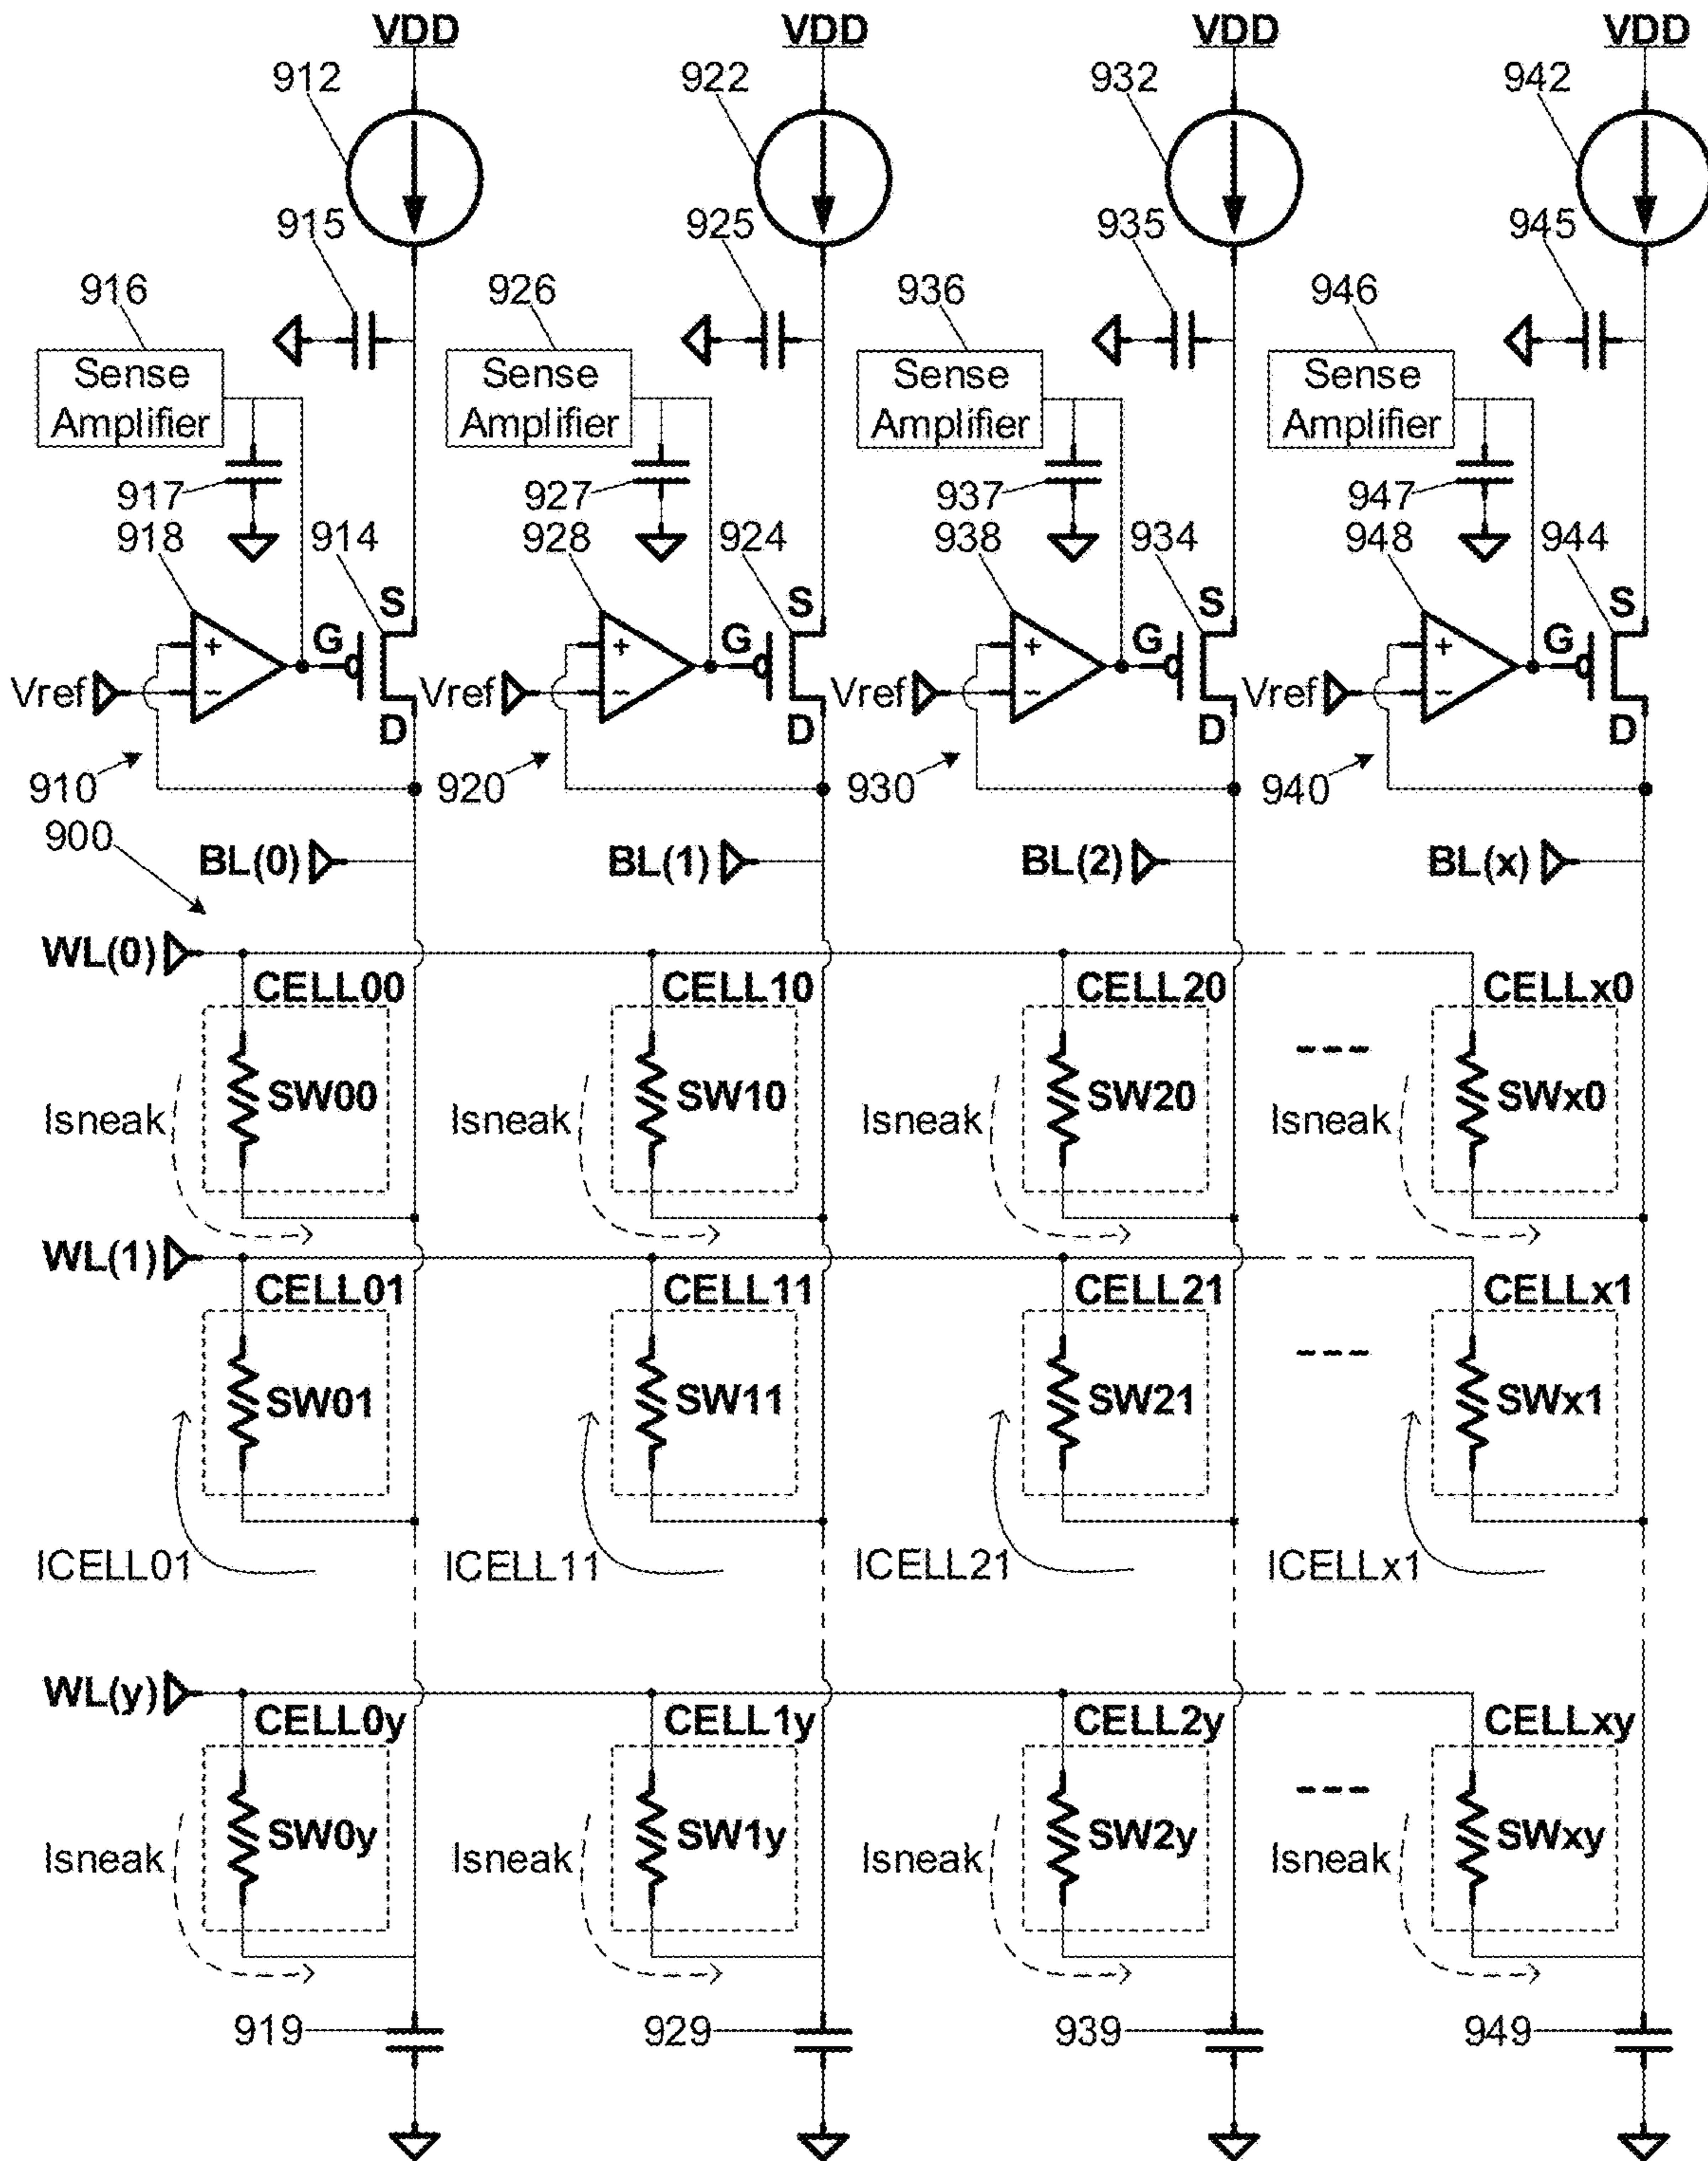 VDD VDD VDD VDD
912 922 932 942
915 925 935 945
916 926 936 946
Sense Amplifier Sense Amplifier Sense Amplifier Sense Amplifier
917 927 937 947
918 914 928 924 938 934 948 944
S S S S
+ G + G + G + G
Vref − Vref − Vref − Vref −
D D D D
910 920 930 940
900
BL(0) BL(1) BL(2) BL(x)
WL(0)
CELL00 CELL10 CELL20 CELLx0
SW00 SW10 SW20 SWx0
Isneak Isneak Isneak Isneak
WL(1)
CELL01 CELL11 CELL21 CELLx1
SW01 SW11 SW21 SWx1
ICELL01 ICELL11 ICELL21 ICELLx1
WL(y)
CELL0y CELL1y CELL2y CELLxy
SW0y SW1y SW2y SWxy
Isneak Isneak Isneak Isneak
919 929 939 949